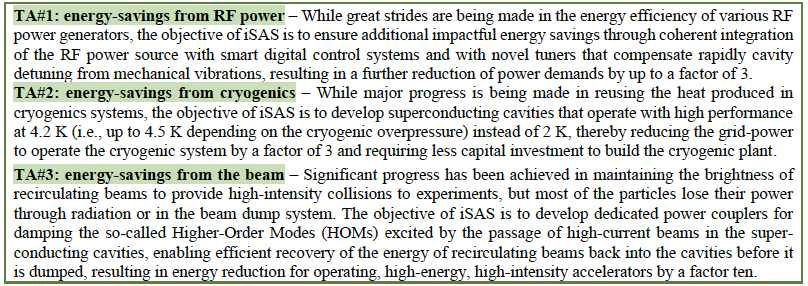 TA#1: energy-savings from RF power – While great strides are being made in the energy efficiency of various RF
power generators, the objective of iSAS is to ensure additional impactful energy savings through coherent integration
of the RF power source with smart digital control systems and with novel tuners that compensate rapidly cavity
detuning from mechanical vibrations, resulting in a further reduction of power demands by up to a factor of 3.
TA#2: energy-savings from cryogenics – While major progress is being made in reusing the heat produced in
cryogenics systems, the objective of iSAS is to develop superconducting cavities that operate with high performance
at 4.2 K (i.e., up to 4.5 K depending on the cryogenic overpressure) instead of 2 K, thereby reducing the grid-power
to operate the cryogenic system by a factor of 3 and requiring less capital investment to build the cryogenic plant.
TA#3: energy-savings from the beam – Significant progress has been achieved in maintaining the brightness of
recirculating beams to provide high-intensity collisions to experiments, but most of the particles lose their power
through radiation or in the beam dump system. The objective of iSAS is to develop dedicated power couplers for
damping the so-called Higher-Order Modes (HOMs) excited by the passage of high-current beams in the super-
conducting cavities, enabling efficient recovery of the energy of recirculating beams back into the cavities before it
is dumped, resulting in energy reduction for operating, high-energy, high-intensity accelerators by a factor ten.